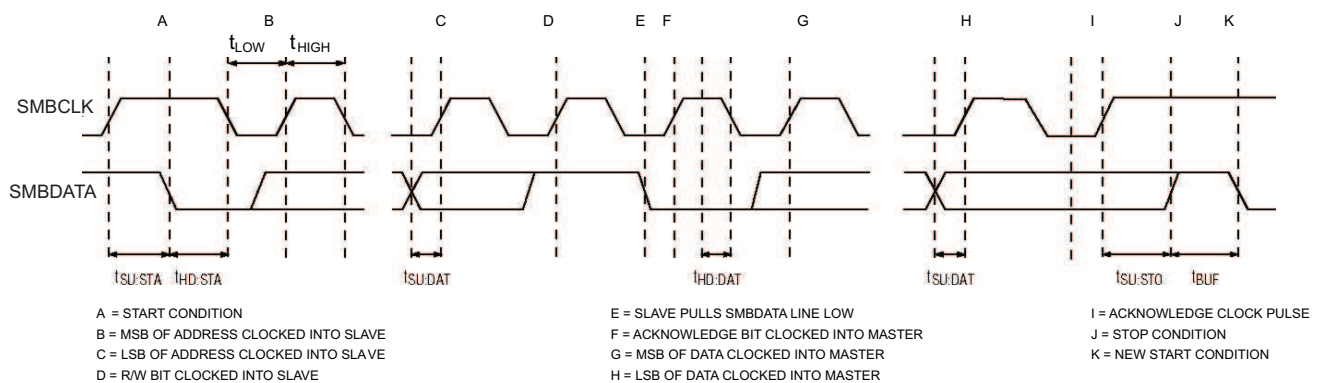 A B C D E F G H I J K
tLOW tHIGH
SMBCLK
SMBDATA
tSU:STA tHD:STA tSU:DAT tHD:DAT tSU:DAT tSU:STO tBUF
A = START CONDITION
B = MSB OF ADDRESS CLOCKED INTO SLAVE
C = LSB OF ADDRESS CLOCKED INTO SLAVE
D = R/W BIT CLOCKED INTO SLAVE
E = SLAVE PULLS SMBDATA LINE LOW
F = ACKNOWLEDGE BIT CLOCKED INTO MASTER
G = MSB OF DATA CLOCKED INTO MASTER
H = LSB OF DATA CLOCKED INTO MASTER
I = ACKNOWLEDGE CLOCK PULSE
J = STOP CONDITION
K = NEW START CONDITION